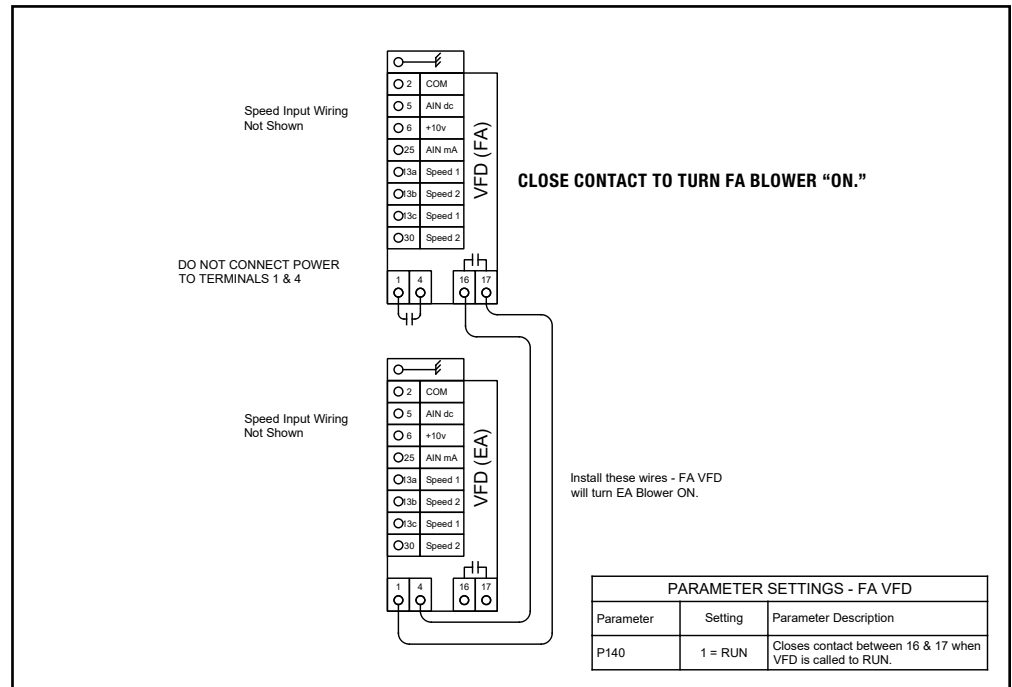 2 COM
Speed Input Wiring
Not Shown
5 AIN dc
6 +10v
25 AIN mA
13a Speed 1
13b Speed 2
13c Speed 1
30 Speed 2
VFD (FA)
CLOSE CONTACT TO TURN FA BLOWER “ON.”
DO NOT CONNECT POWER
TO TERMINALS 1 & 4
1 4 16 17
2 COM
Speed Input Wiring
Not Shown
5 AIN dc
6 +10v
25 AIN mA
13a Speed 1
13b Speed 2
13c Speed 1
30 Speed 2
VFD (EA)
Install these wires - FA VFD
will turn EA Blower ON.
1 4 16 17
PARAMETER SETTINGS - FA VFD
Parameter Setting Parameter Description
P140 1 = RUN Closes contact between 16 & 17 when
VFD is called to RUN.